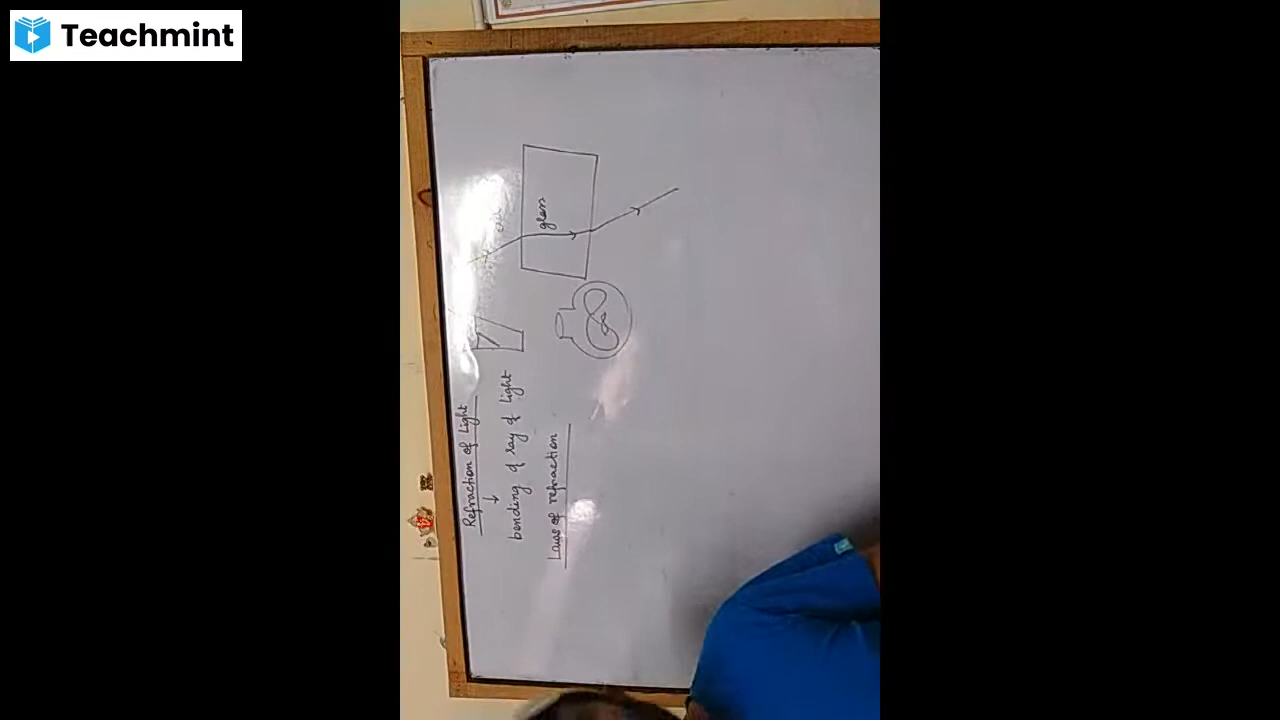 Teachmint
Refraction of Light
bending of ray of Light
Laws of refraction
glass